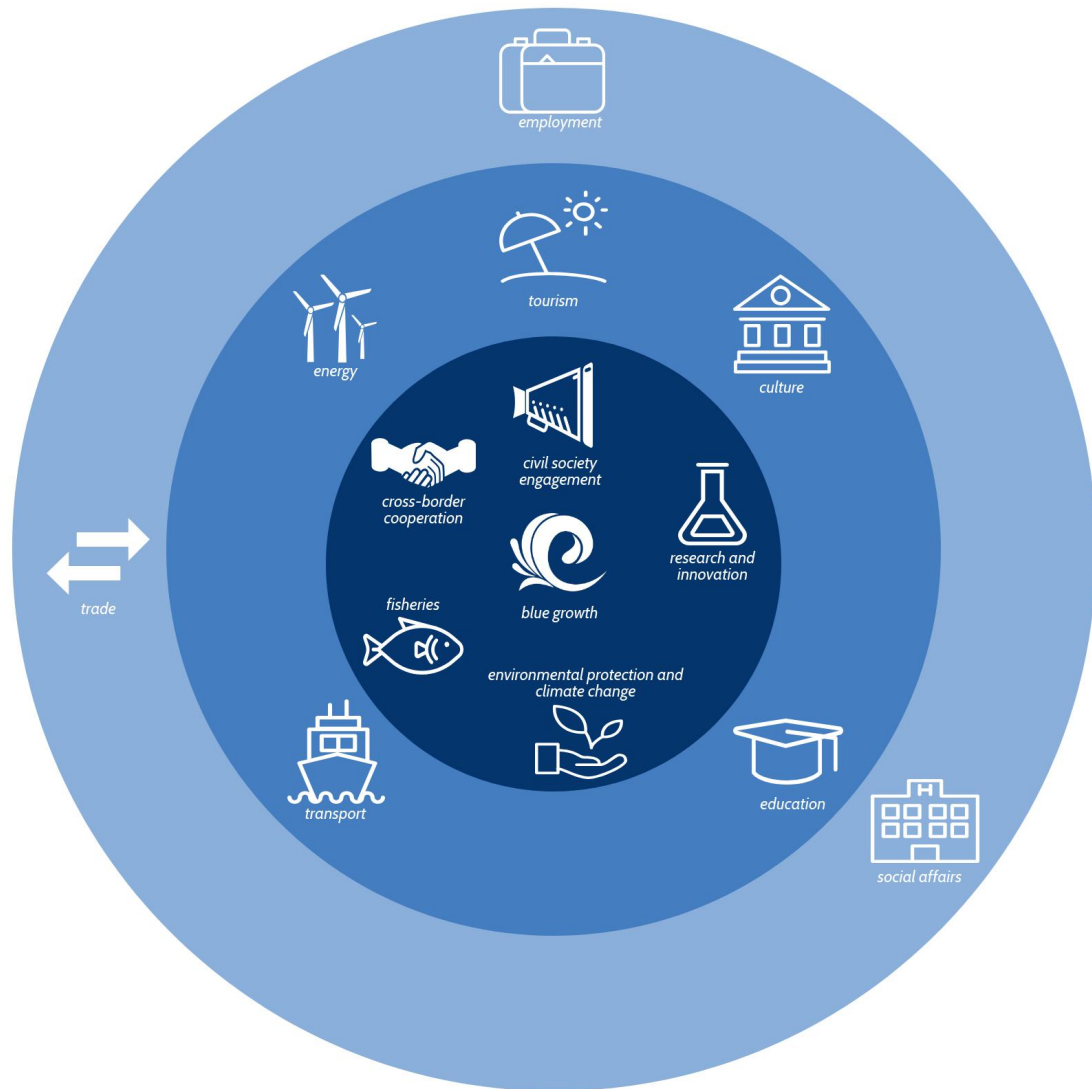 employment
tourism
energy
culture
civil society
engagement
cross-border
cooperation
research and
innovation
trade
fisheries
blue growth
environmental protection and
climate change
transport
education
H
social affairs